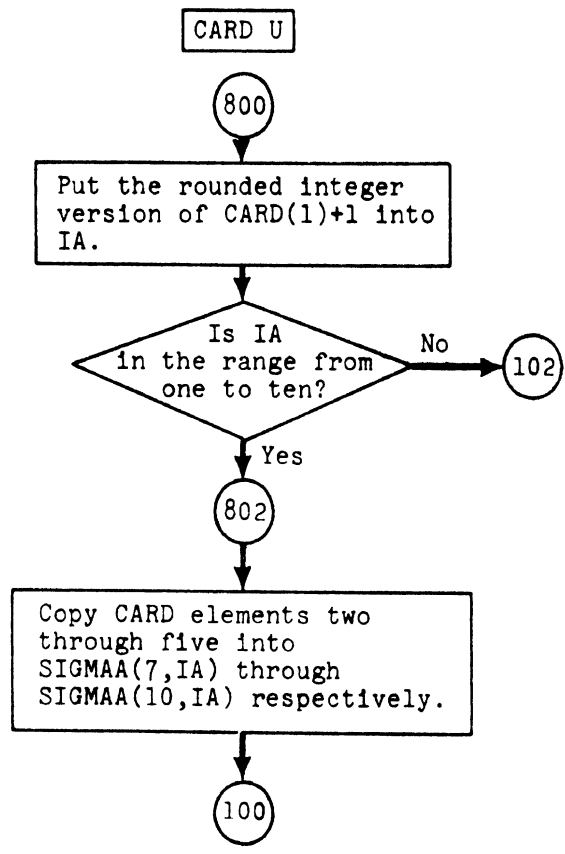 CARD U
800
Put the rounded integer
version of CARD(1)+1 into
IA.
Is IA
in the range from
one to ten?
No
102
Yes
802
Copy CARD elements two
through five into
SIGMAA(7,IA) through
SIGMAA(10,IA) respectively.
100